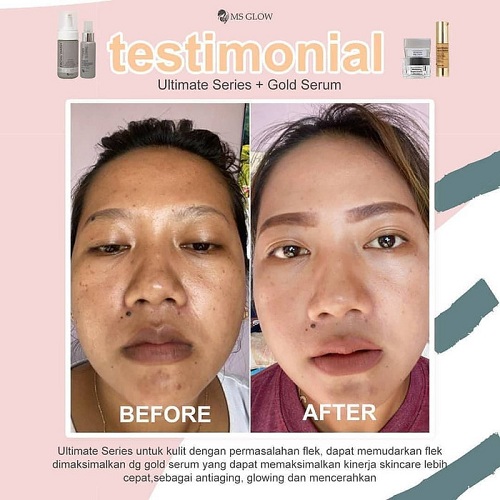 MS GLOW
testimonial
Ultimate Series + Gold Serum
BEFORE
AFTER
Ultimate Series untuk kulit dengan permasalahan flek, dapat memudarkan flek
dimaksimalkan dg gold serum yang dapat memaksimalkan kinerja skincare lebih
cepat,sebagai antiaging, glowing dan mencerahkan